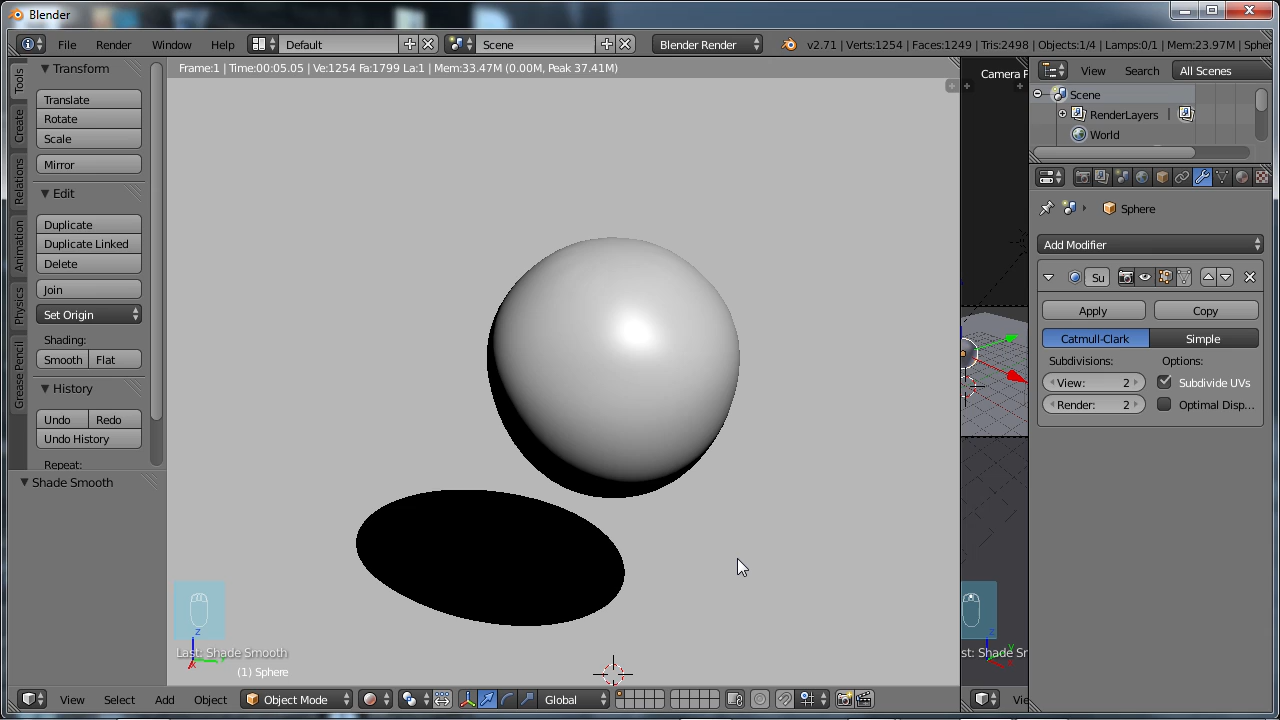 Blender
File Render Window Help Default Scene Blender Render v2.71 | Verts:1254 | Faces:1249 | Tris:2498 | Objects:1/4 | Lamps:0/1 | Mem:23.97M | Spher
Tools
Create
Relations
Animation
Physics
Grease Pencil
Transform
Translate
Rotate
Scale
Mirror
Edit
Duplicate
Duplicate Linked
Delete
Join
Set Origin
Shading:
Smooth Flat
History
Undo Redo
Undo History
Repeat:
Shade Smooth
Frame:1 | Time:00:05.05 | Ve:1254 Fa:1799 La:1 | Mem:33.47M (0.00M, Peak 37.41M)
z
Last: Shade Smooth
(1) Sphere
View Select Add Object Object Mode Global
Camera P
st: Shade Sr
Vie
View Search All Scenes
Scene
RenderLayers |
World
Sphere
Add Modifier
Su
Apply Copy
Catmull-Clark Simple
Subdivisions: Options:
View: 2 Subdivide UVs
Render: 2 Optimal Disp...